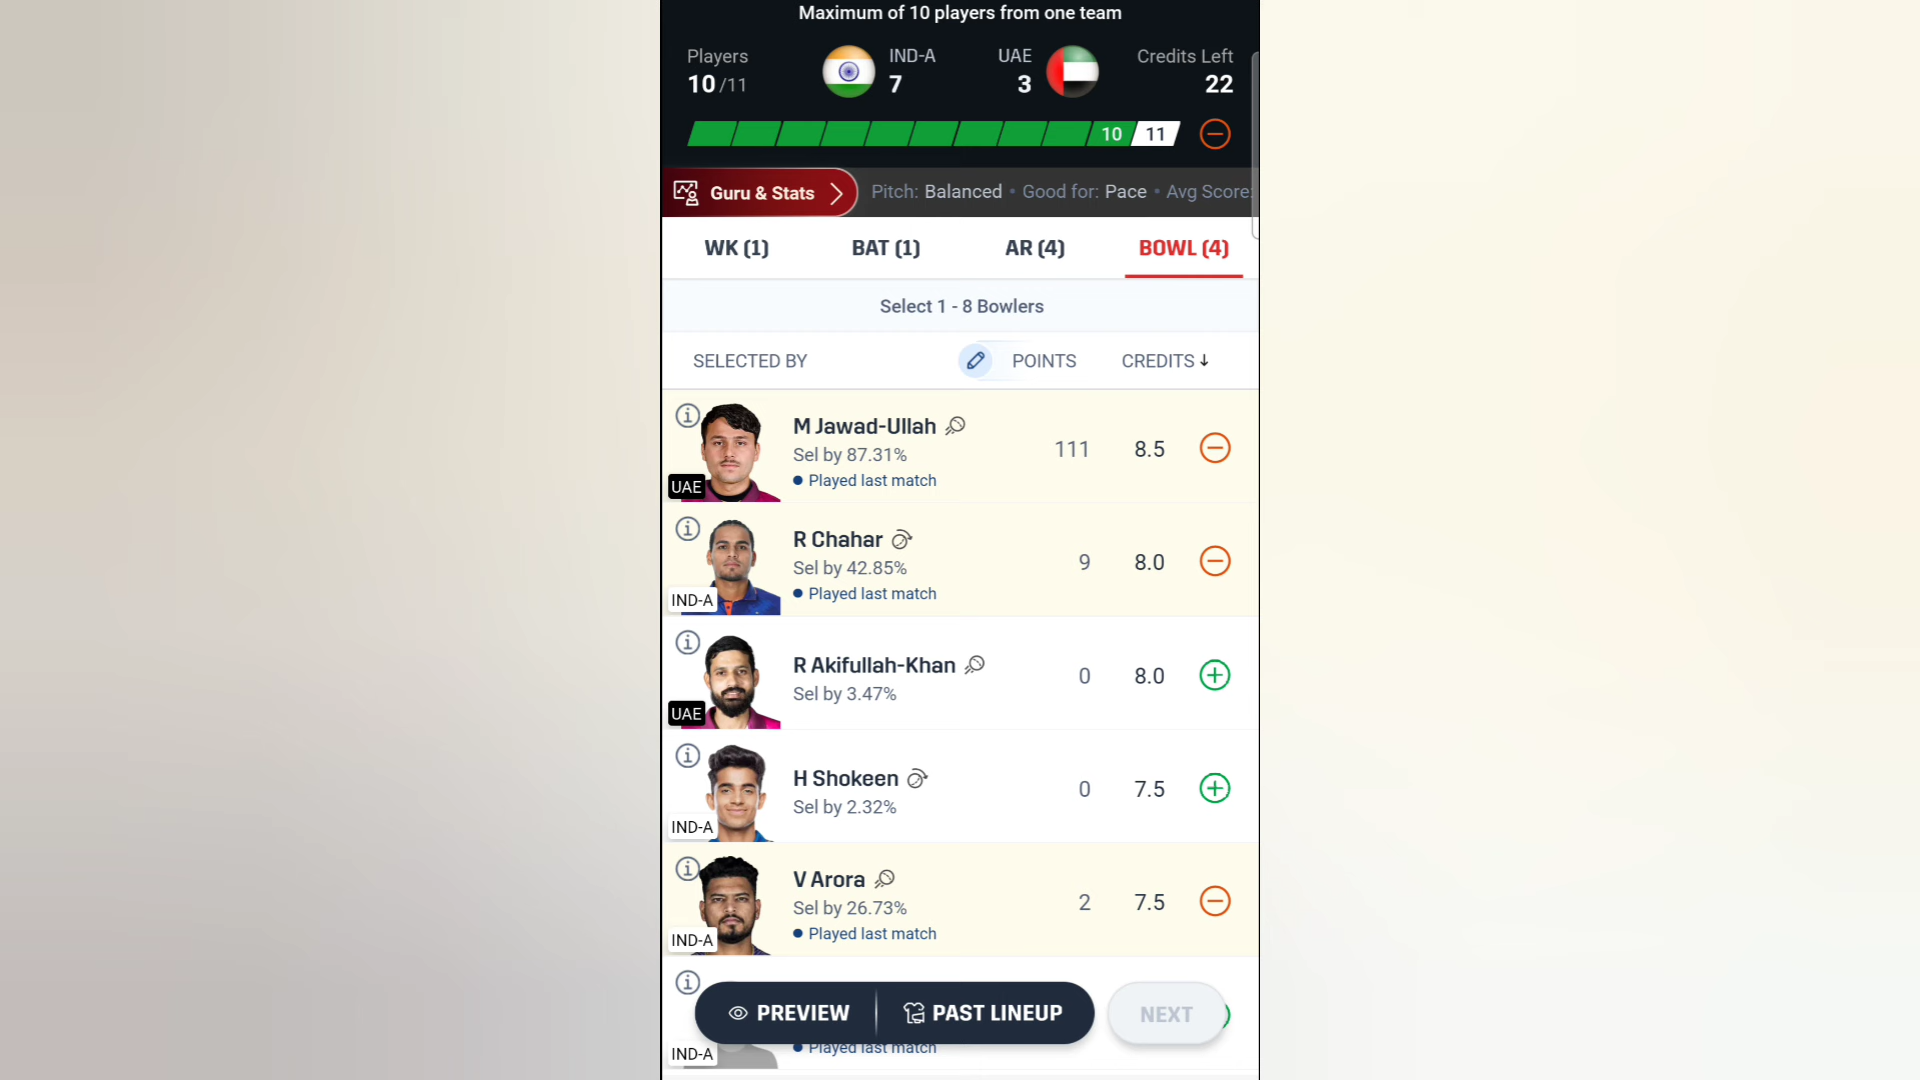 Maximum of 10 players from one team
Players IND-A UAE Credits Left
10/11 7 3 22
10 11
Guru & Stats Pitch: Balanced • Good for: Pace • Avg Score:
WK (1) BAT (1) AR (4) BOWL (4)
Select 1 - 8 Bowlers
SELECTED BY POINTS CREDITS ↓
M Jawad-Ullah
Sel by 87.31% 111 8.5
Played last match
UAE
R Chahar
Sel by 42.85% 9 8.0
Played last match
IND-A
R Akifullah-Khan
0 8.0
Sel by 3.47%
UAE
H Shokeen
0 7.5
Sel by 2.32%
IND-A
V Arora
Sel by 26.73% 2 7.5
Played last match
IND-A
PREVIEW PAST LINEUP NEXT
Played last match
IND-A